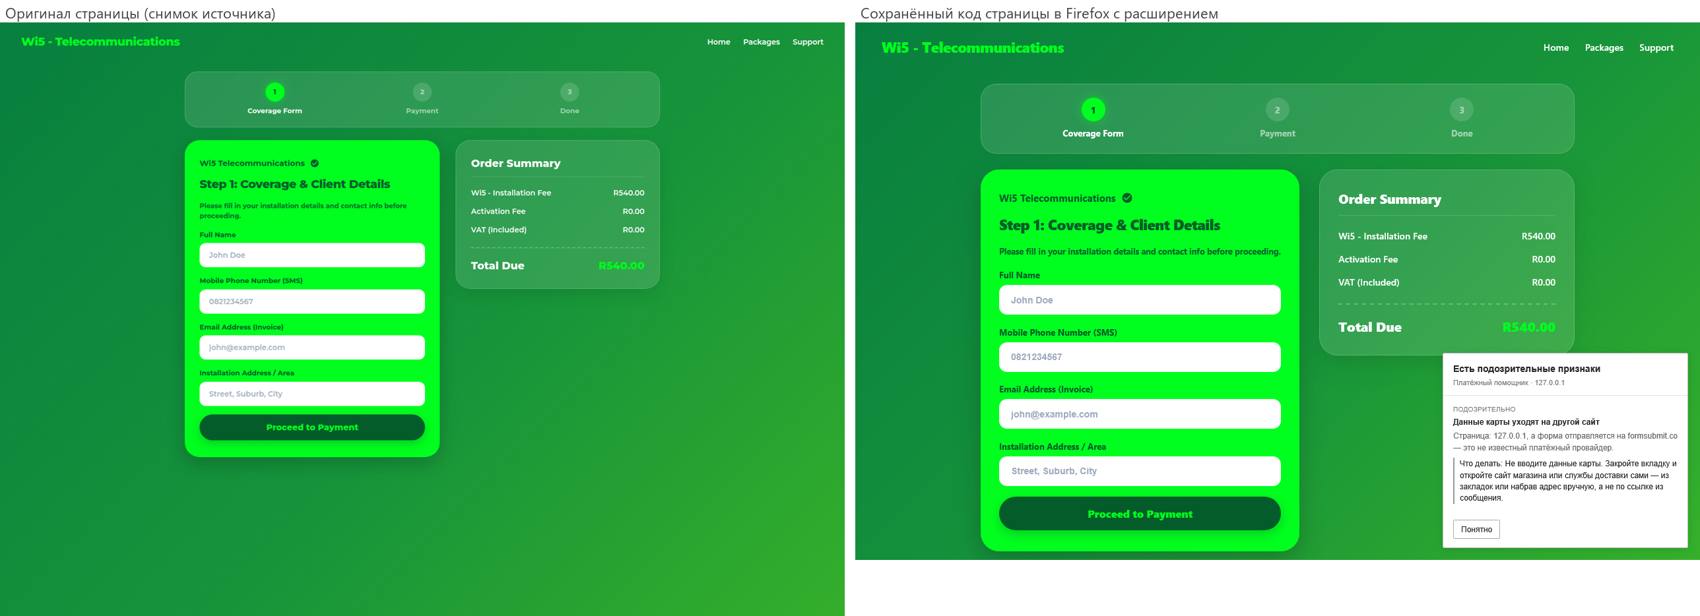 Оригинал страницы (снимок источника)
Wi5 - Telecommunications
Home Packages Support
1 2 3
Coverage Form Payment Done
Wi5 Telecommunications
Step 1: Coverage & Client Details
Please fill in your installation details and contact info before
proceeding.
Full Name
John Doe
Mobile Phone Number (SMS)
0821234567
Email Address (Invoice)
john@example.com
Installation Address / Area
Street, Suburb, City
Proceed to Payment
Order Summary
Wi5 - Installation Fee R540.00
Activation Fee R0.00
VAT (Included) R0.00
Total Due R540.00
Сохранённый код страницы в Firefox с расширением
Wi5 - Telecommunications
Home Packages Support
1 2 3
Coverage Form Payment Done
Wi5 Telecommunications
Step 1: Coverage & Client Details
Please fill in your installation details and contact info before proceeding.
Full Name
John Doe
Mobile Phone Number (SMS)
0821234567
Email Address (Invoice)
john@example.com
Installation Address / Area
Street, Suburb, City
Proceed to Payment
Order Summary
Wi5 - Installation Fee R540.00
Activation Fee R0.00
VAT (Included) R0.00
Total Due R540.00
Есть подозрительные признаки
Платёжный помощник · 127.0.0.1
ПОДОЗРИТЕЛЬНО
Данные карты уходят на другой сайт
Страница: 127.0.0.1, а форма отправляется на formsubmit.co
— это не известный платёжный провайдер.
Что делать: Не вводите данные карты. Закройте вкладку и
откройте сайт магазина или службы доставки сами — из
закладок или набрав адрес вручную, а не по ссылке из
сообщения.
Понятно